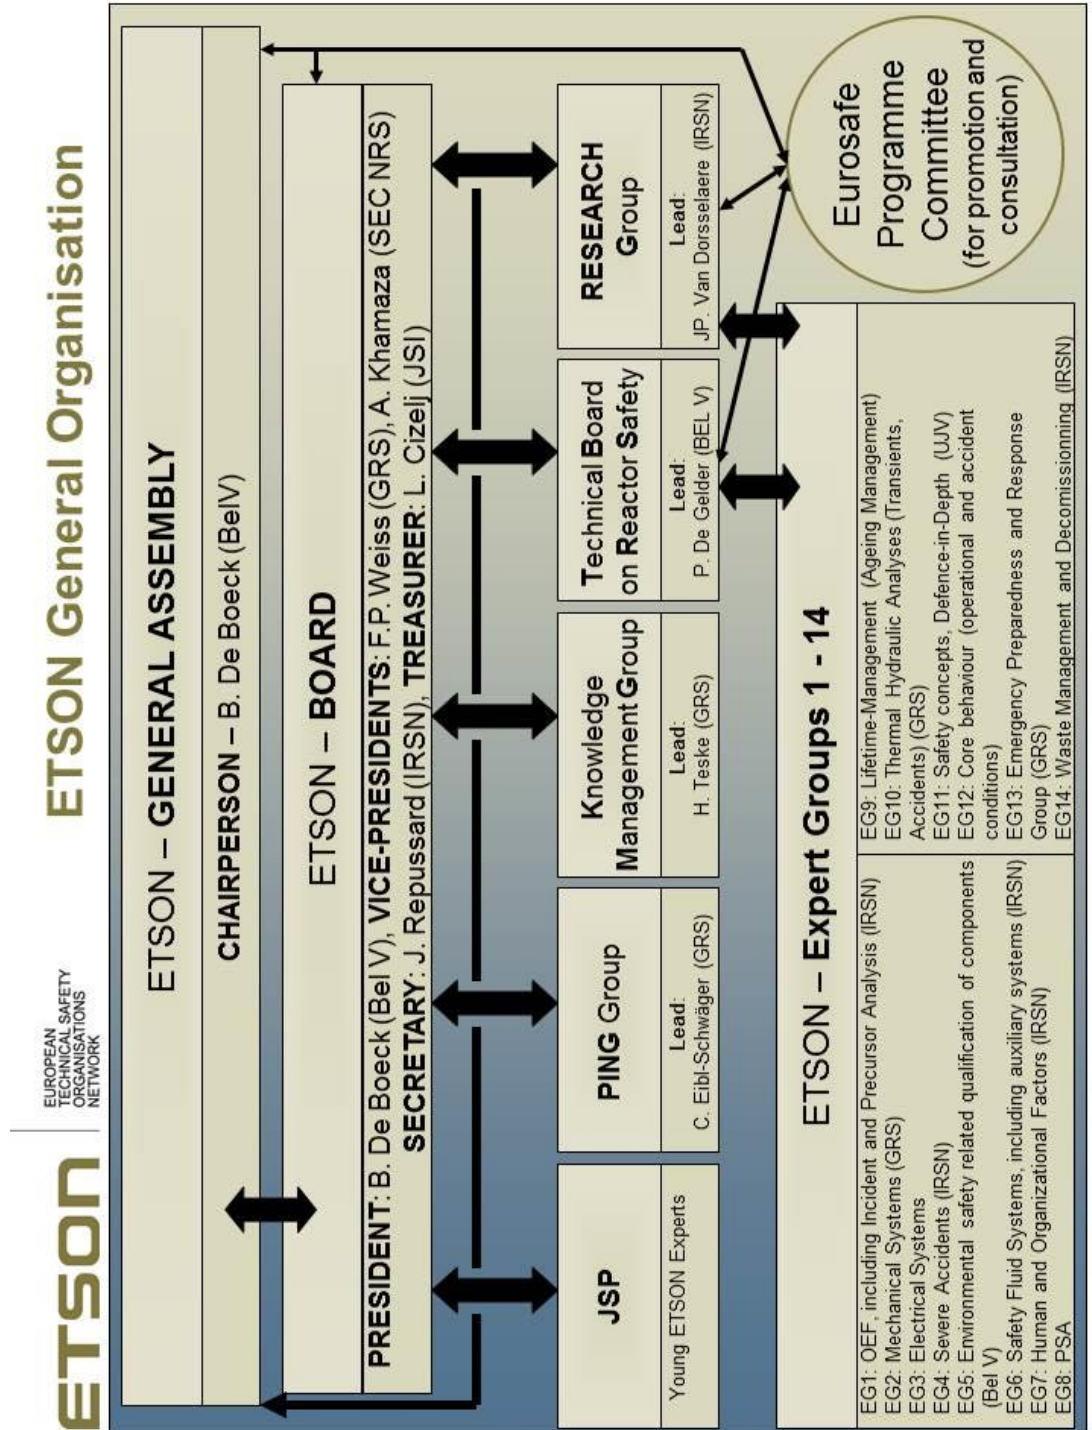 ETSON
EUROPEAN
TECHNICAL SAFETY
ORGANISATIONS
NETWORK
ETSON General Organisation
ETSON – GENERAL ASSEMBLY
CHAIRPERSON – B. De Boeck (BelV)
ETSON – BOARD
PRESIDENT: B. De Boeck (Bel V), VICE-PRESIDENTS: F.P. Weiss (GRS), A. Khamaza (SEC NRS)
SECRETARY: J. Repussard (IRSN), TREASURER: L. Cizelj (JSI)
JSP
Young ETSON Experts
PING Group
Lead:
C. Eibl-Schwäger (GRS)
Knowledge
Management Group
Lead:
H. Teske (GRS)
Technical Board
on Reactor Safety
Lead:
P. De Gelder (BEL V)
RESEARCH
Group
Lead:
JP. Van Dorsselaere (IRSN)
ETSON – Expert Groups 1 - 14
EG1: OEF, including Incident and Precursor Analysis (IRSN)
EG2: Mechanical Systems (GRS)
EG3: Electrical Systems
EG4: Severe Accidents (IRSN)
EG5: Environmental safety related qualification of components
(Bel V)
EG6: Safety Fluid Systems, including auxiliary systems (IRSN)
EG7: Human and Organizational Factors (IRSN)
EG8: PSA
EG9: Lifetime-Management (Ageing Management)
EG10: Thermal Hydraulic Analyses (Transients,
Accidents) (GRS)
EG11: Safety concepts, Defence-in-Depth (UJV)
EG12: Core behaviour (operational and accident
conditions)
EG13: Emergency Preparedness and Response
Group (GRS)
EG14: Waste Management and Decomissionning (IRSN)
Eurosafe
Programme
Committee
(for promotion and
consultation)